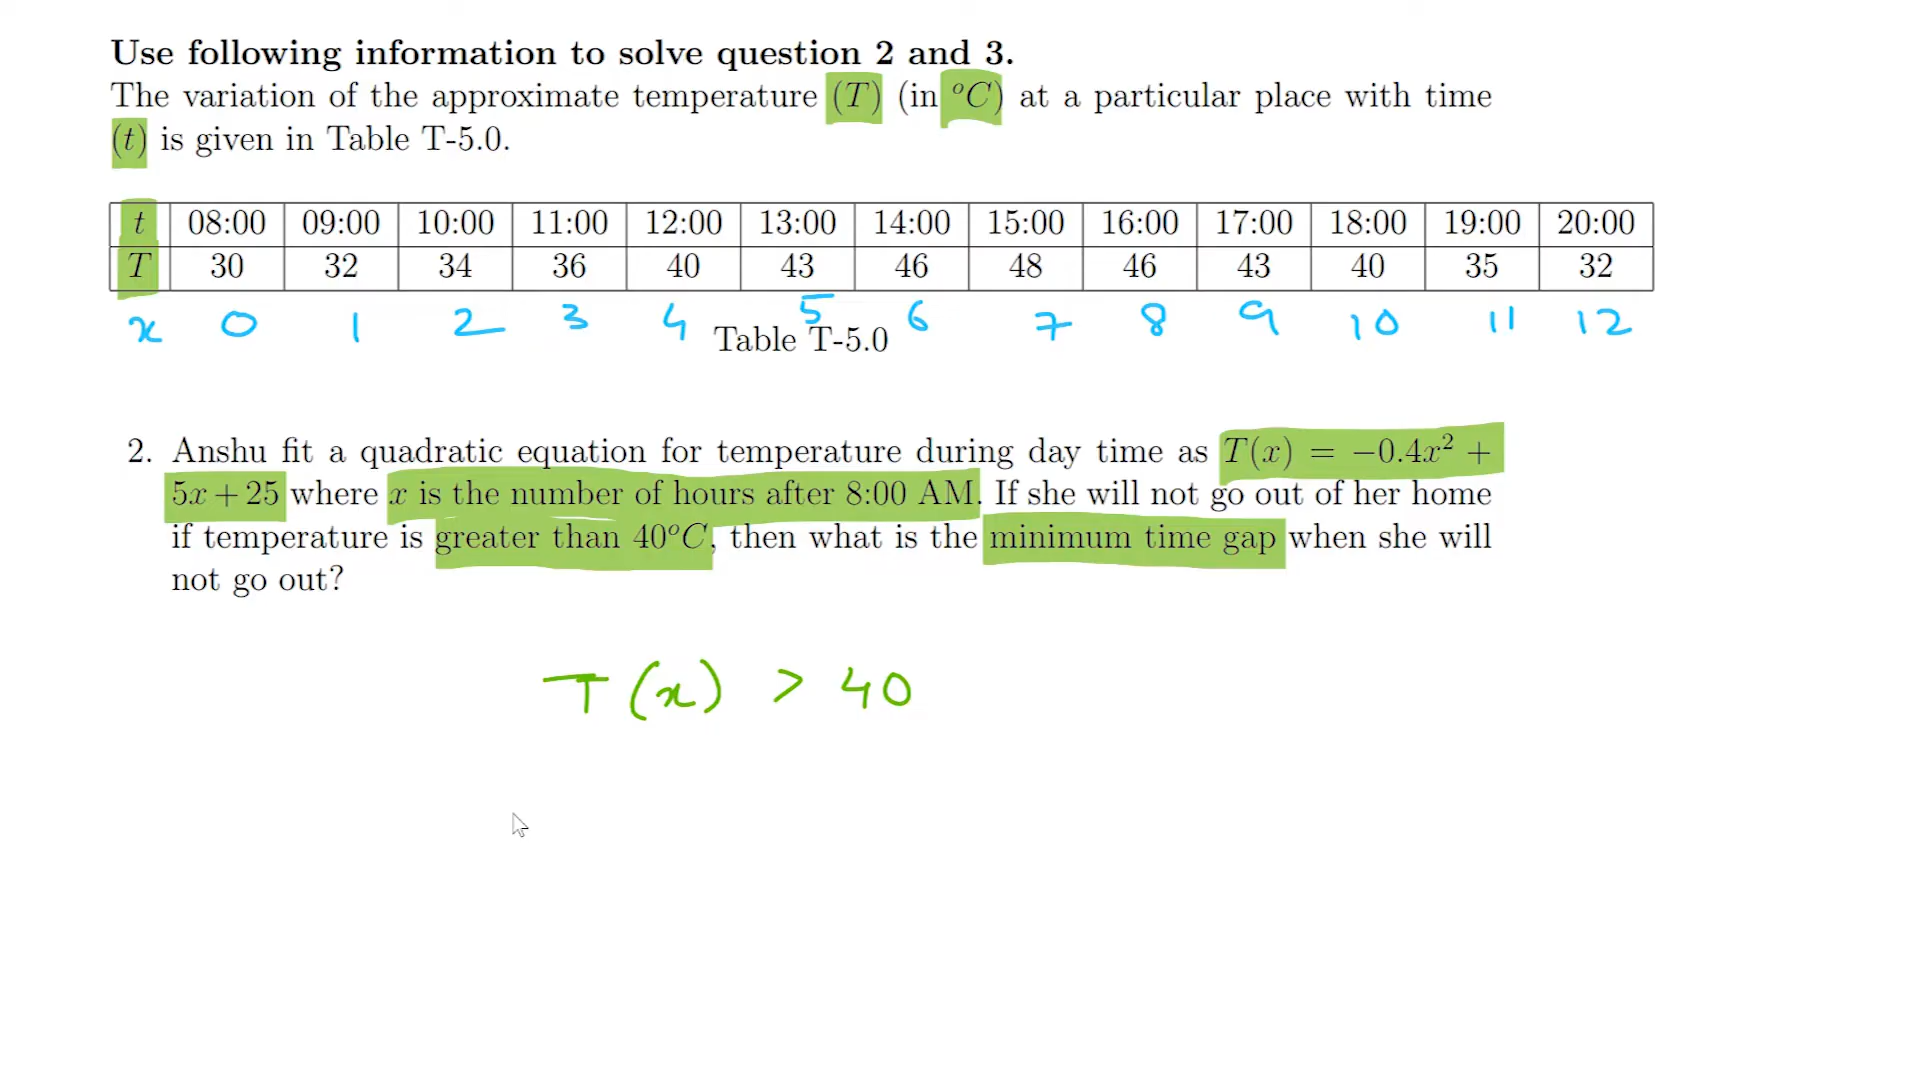 Use following information to solve question 2 and 3.
The variation of the approximate temperature (T) (in °C) at a particular place with time
(t) is given in Table T-5.0.
t 08:00 09:00 10:00 11:00 12:00 13:00 14:00 15:00 16:00 17:00 18:00 19:00 20:00
T 30 32 34 36 40 43 46 48 46 43 40 35 32
x 0 1 2 3 4 5 6 7 8 9 10 11 12
Table T-5.0
2. Anshu fit a quadratic equation for temperature during day time as T(x) = −0.4x² +
5x + 25 where x is the number of hours after 8:00 AM. If she will not go out of her home
if temperature is greater than 40°C, then what is the minimum time gap when she will
not go out?
T(x) > 40